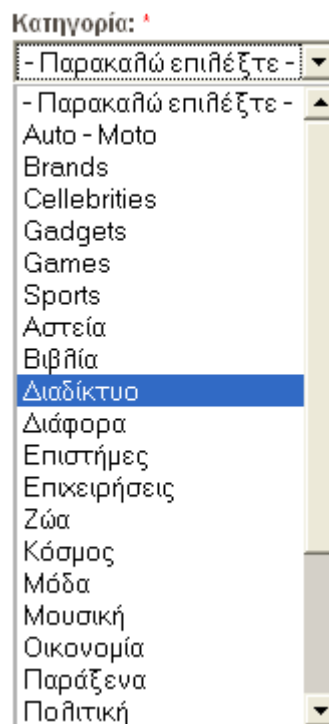 Κατηγορία: *
- Παρακαλώ επιλέξτε -
- Παρακαλώ επιλέξτε -
Auto - Moto
Brands
Cellebrities
Gadgets
Games
Sports
Αστεία
Βιβλία
Διαδίκτυο
Διάφορα
Επιστήμες
Επιχειρήσεις
Ζώα
Κόσμος
Μόδα
Μουσική
Οικονομία
Παράξενα
Πολιτική